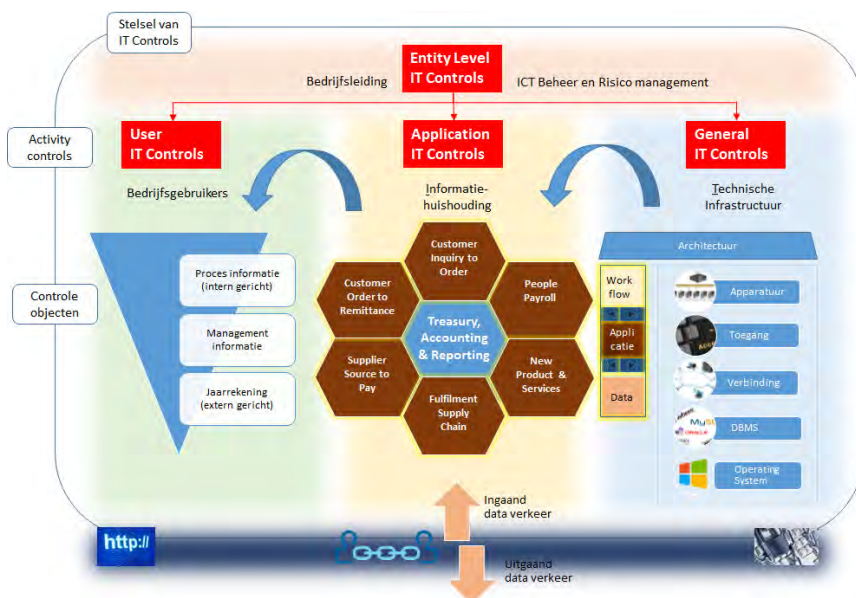 Stelsel van
IT Controls
Entity Level
IT Controls
Bedrijfsleiding
ICT Beheer en Risico management
Activity
controls
User
IT Controls
Application
IT Controls
General
IT Controls
Bedrijfsgebruikers
Informatie-
huishouding
Technische
Infrastructuur
Controle
objecten
Proces informatie
(intern gericht)
Management
informatie
Jaarrekening
(extern gericht)
Customer
Inquiry to
Order
Customer
Order to
Remittance
People
Payroll
Treasury,
Accounting
& Reporting
Supplier
Source to
Pay
New
Product &
Services
Fulfilment
Supply
Chain
Work
flow
Appli
catie
Data
Architectuur
Apparatuur
Toegang
Verbinding
DBMS
Operating
System
Ingaand
data verkeer
http://
Uitgaand
data verkeer